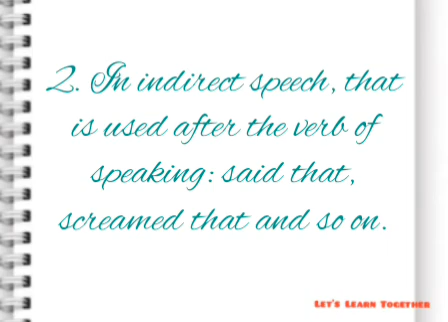 2. In indirect speech, that
is used after the verb of
speaking: said that,
screamed that and so on.
Let's Learn Together